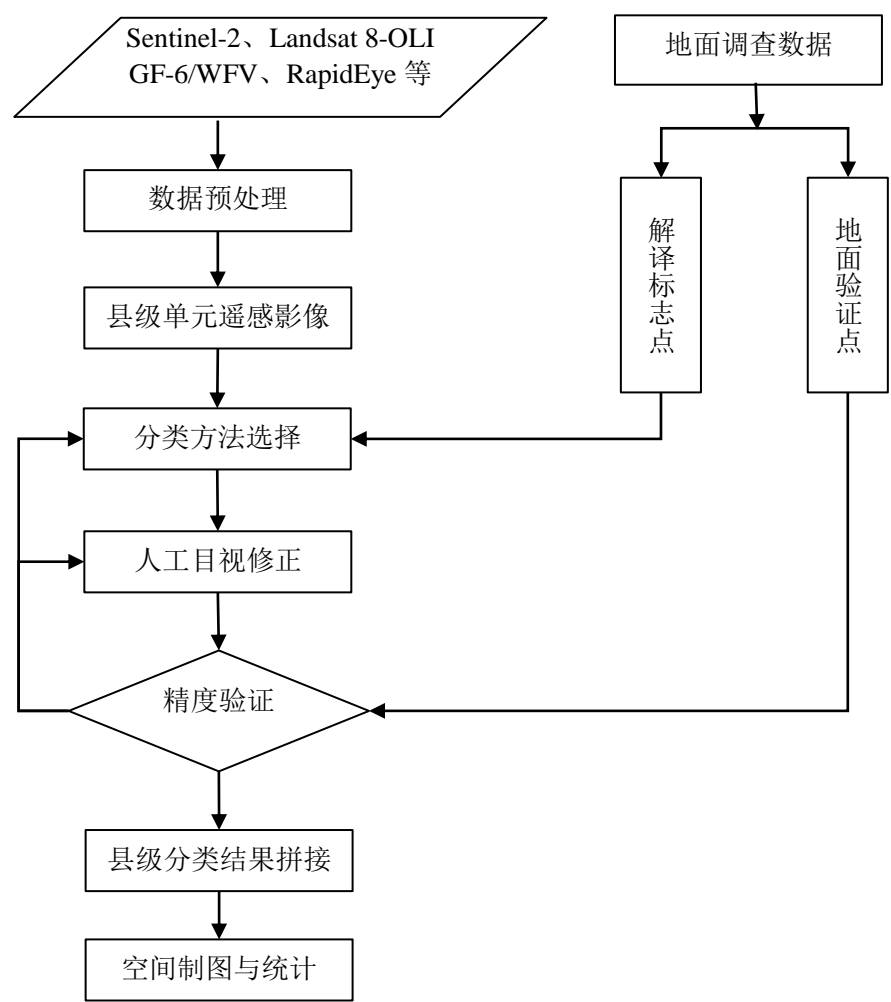 Sentinel-2、Landsat 8-OLI
GF-6/WFV、RapidEye 等
地面调查数据
数据预处理
解译标志点
地面验证点
县级单元遥感影像
分类方法选择
人工目视修正
精度验证
县级分类结果拼接
空间制图与统计